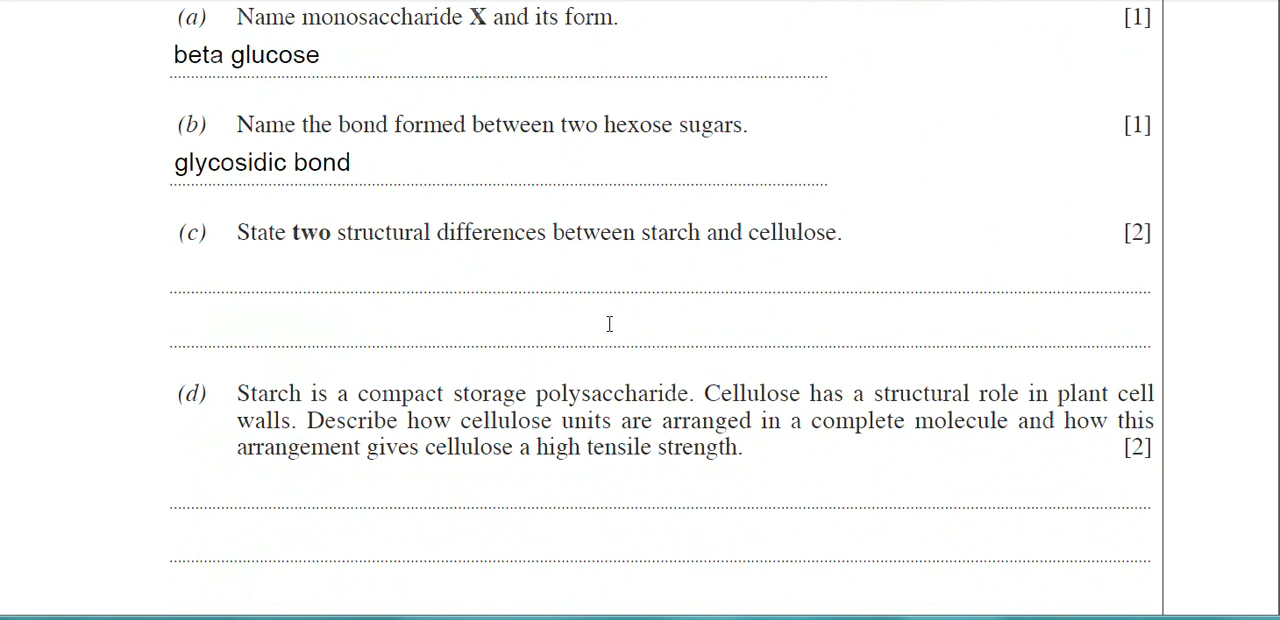 (a) Name monosaccharide X and its form. [1]
beta glucose
(b) Name the bond formed between two hexose sugars. [1]
glycosidic bond
(c) State two structural differences between starch and cellulose. [2]
(d) Starch is a compact storage polysaccharide. Cellulose has a structural role in plant cell
walls. Describe how cellulose units are arranged in a complete molecule and how this
arrangement gives cellulose a high tensile strength. [2]